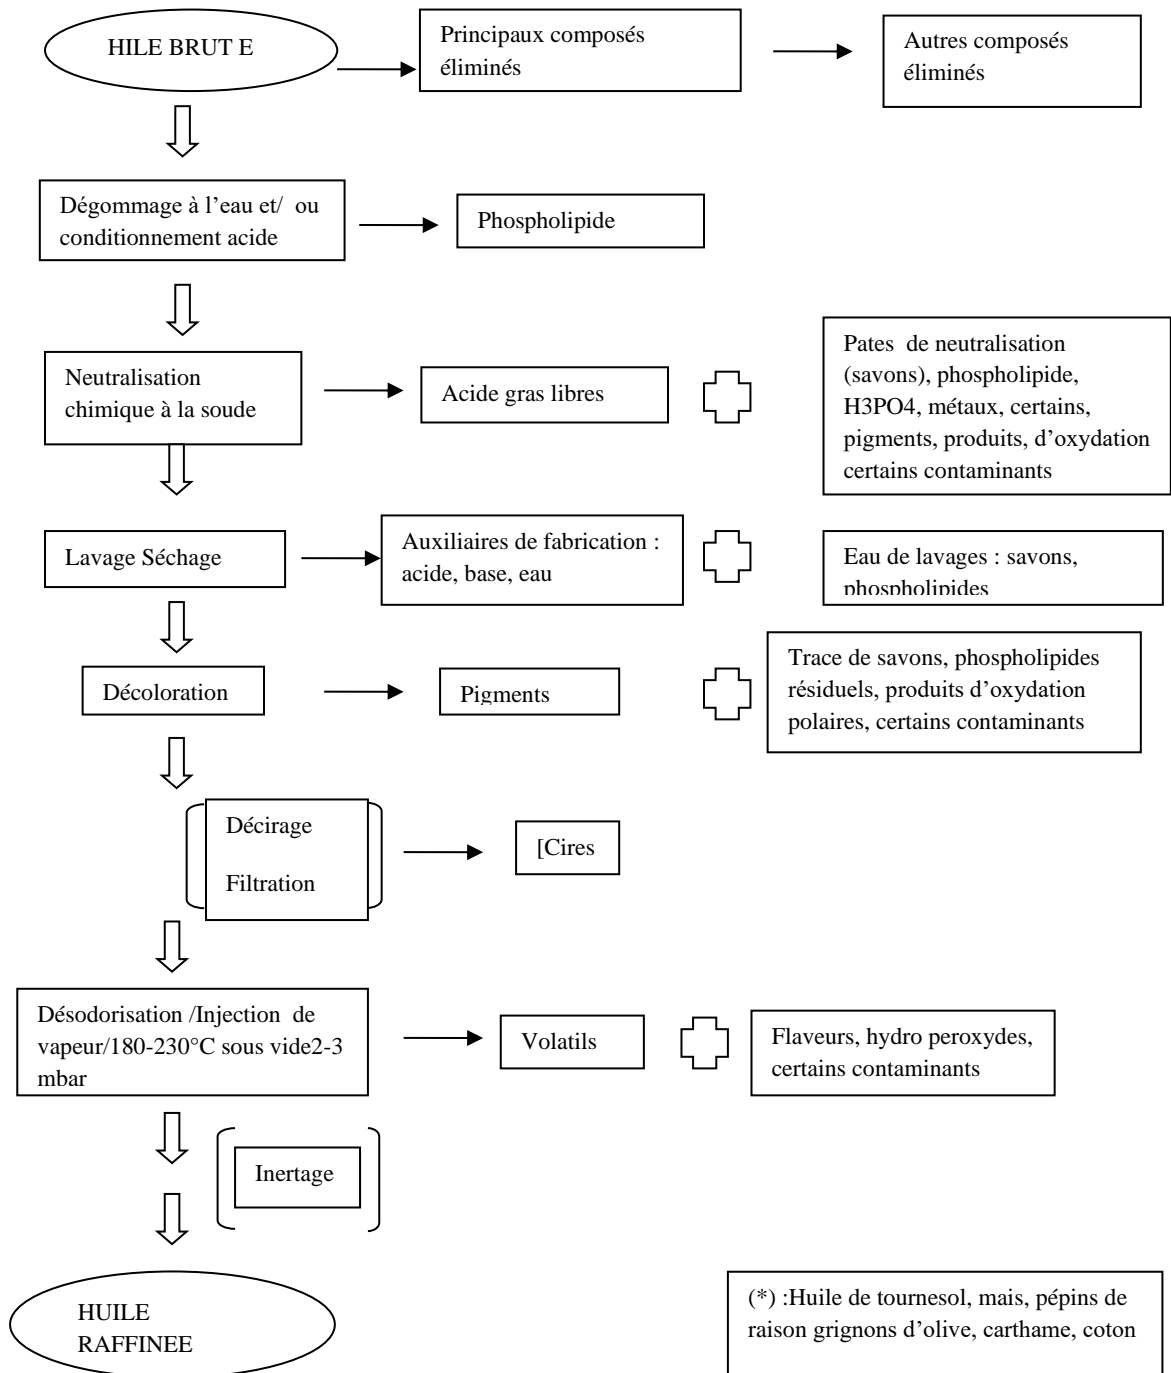 HILE BRUT E
Principaux composés
éliminés
Autres composés
éliminés
Dégommage à l’eau et/ ou
conditionnement acide
Phospholipide
Neutralisation
chimique à la soude
Acide gras libres
Pates de neutralisation
(savons), phospholipide,
H3PO4, métaux, certains,
pigments, produits, d’oxydation
certains contaminants
Lavage Séchage
Auxiliaires de fabrication :
acide, base, eau
Eau de lavages : savons,
phospholipides
Décoloration
Pigments
Trace de savons, phospholipides
résiduels, produits d’oxydation
polaires, certains contaminants
Décirage
Filtration
[Cires
Désodorisation /Injection de
vapeur/180-230°C sous vide2-3
mbar
Volatils
Flaveurs, hydro peroxydes,
certains contaminants
Inertage
HUILE
RAFFINEE
(*) :Huile de tournesol, mais, pépins de
raison grignons d’olive, carthame, coton